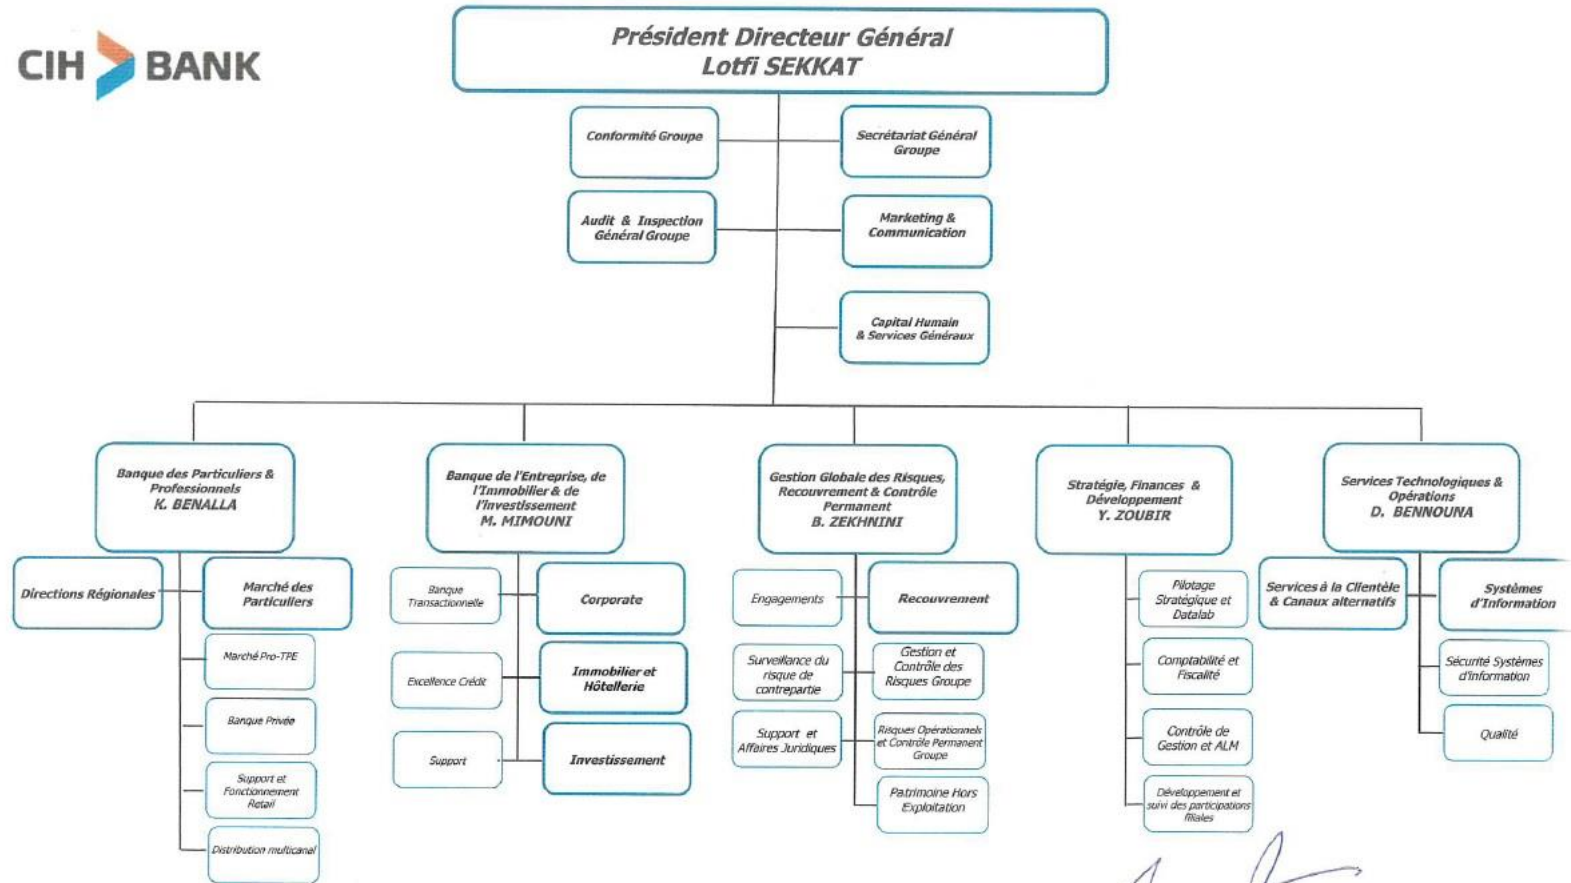 CIH BANK
Président Directeur Général
Lotfi SEKKAT
Conformité Groupe
Secrétariat Général
Groupe
Audit & Inspection
Général Groupe
Marketing &
Communication
Capital Humain
& Services Généraux
Banque des Particuliers &
Professionnels
K. BENALLA
Directions Régionales
Marché des
Particuliers
Marché Pro-TPE
Banque Privée
Support et
Fonctionnement
Retail
Distribution multicanal
Banque de l'Entreprise, de
l'Immobilier & de
l'investissement
M. MIMOUNI
Banque
Transactionnelle
Corporate
Excellence Crédit
Immobilier et
Hôtellerie
Support
Investissement
Gestion Globale des Risques,
Recouvrement & Contrôle
Permanent
B. ZEKHNINI
Engagements
Recouvrement
Surveillance du
risque de
contrepartie
Gestion et
Contrôle des
Risques Groupe
Support et
Affaires Juridiques
Risques Opérationnels
et Contrôle Permanent
Groupe
Patrimoine Hors
Exploitation
Stratégie, Finances &
Développement
Y. ZOUBIR
Pilotage
Stratégique et
Datalab
Comptabilité et
Fiscalité
Contrôle de
Gestion et ALM
Développement et
suivi des participations
filiales
Services Technologiques &
Opérations
D. BENNOUNA
Services à la Clientèle
& Canaux alternatifs
Systèmes
d'Information
Sécurité Systèmes
d'information
Qualité